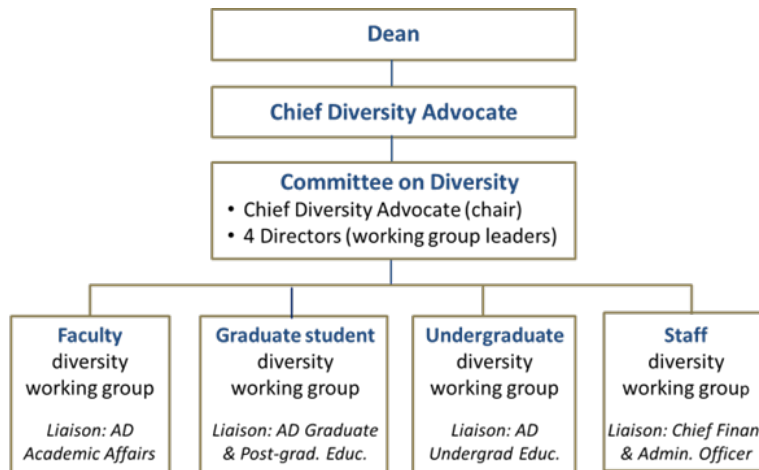 Dean
Chief Diversity Advocate
Committee on Diversity
• Chief Diversity Advocate (chair)
• 4 Directors (working group leaders)
Faculty
diversity
working group
Liaison: AD
Academic Affairs
Graduate student
diversity
working group
Liaison: AD Graduate
& Post-grad. Educ.
Undergraduate
diversity
working group
Liaison: AD
Undergrad Educ.
Staff
diversity
working group
Liaison: Chief Finan
& Admin. Officer